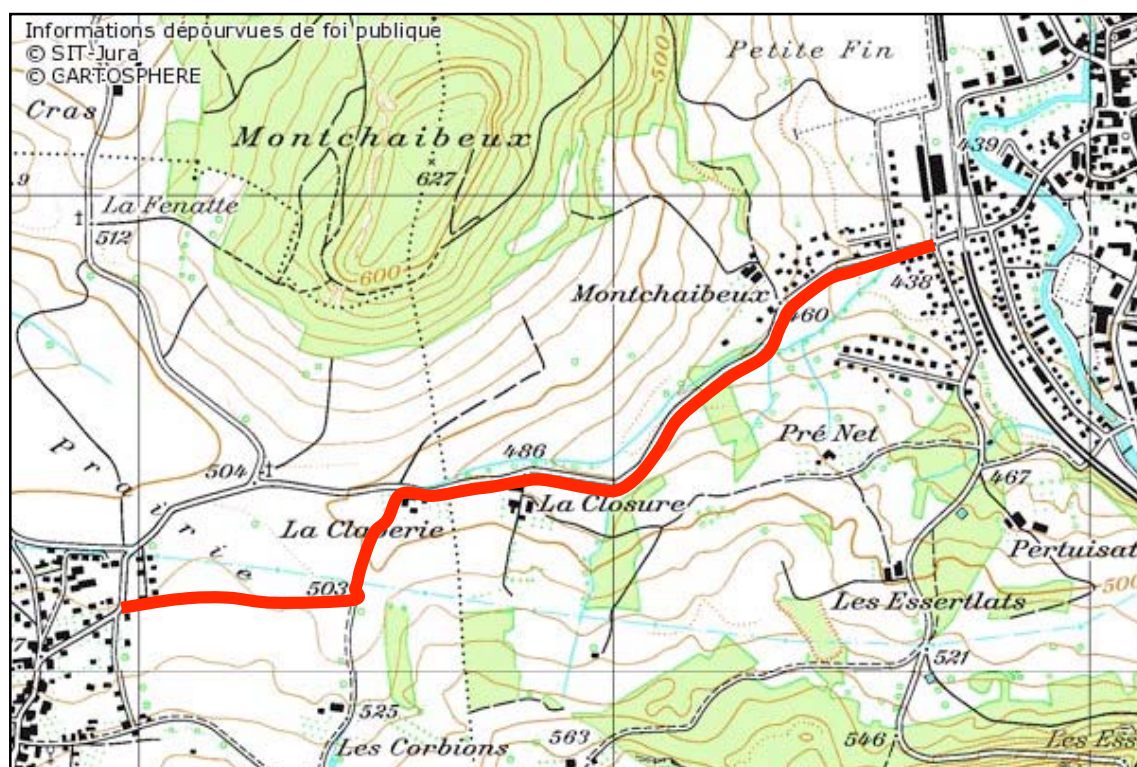 Informations dépourvues de foi publique
© SIT-Jura
© CARTOSPHERE
Petite Fin
500
Cras
Montchaibeux
439
627
La Fenatte
512
600
438
Montchaibeux
460
Prairie
486
Pré Net
504
467
La Closure
Pertuisat
503
500
Les Essertlats
521
525
Les Corbions
563
546
Les Ess